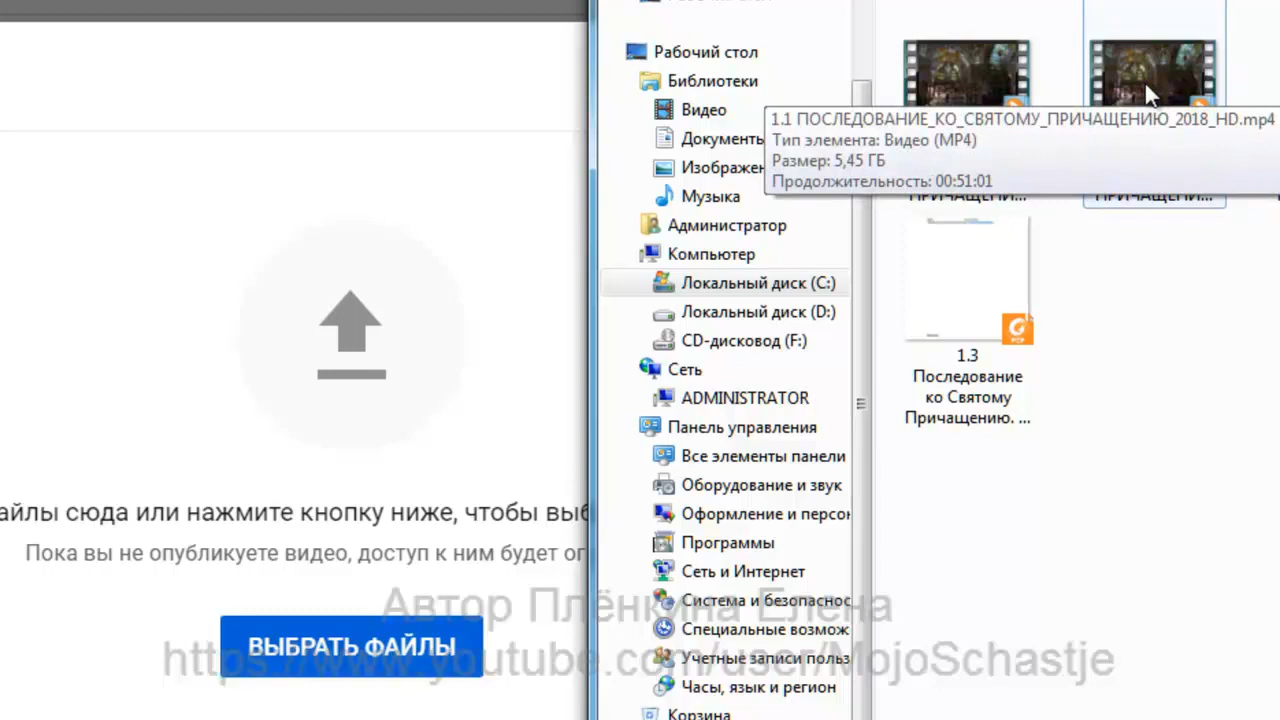 айлы сюда или нажмите кнопку ниже, чтобы выб
Пока вы не опубликуете видео, доступ к ним будет ог
ВЫБРАТЬ ФАЙЛЫ
Рабочий стол
Библиотеки
Видео
Документы
Изображен
Музыка
Администратор
Компьютер
Локальный диск (C:)
Локальный диск (D:)
CD-дисковод (F:)
Сеть
ADMINISTRATOR
Панель управления
Все элементы панели
Оборудование и звук
Оформление и персон
Программы
Сеть и Интернет
Система и безопаснос
Специальные возмож
Учетные записи польз
Часы, язык и регион
Корзина
1.1 ПОСЛЕДОВАНИЕ_КО_СВЯТОМУ_ПРИЧАЩЕНИЮ_2018_HD.mp4
Тип элемента: Видео (MP4)
Размер: 5,45 ГБ
Продолжительность: 00:51:01
ПРИЧАЩЕНИ...
ПРИЧАЩЕНИ...
PDF
1.3
Последование
ко Святому
Причащению. ...
Автор Плёнкина Елена
https://www.youtube.com/user/MojoSchastje